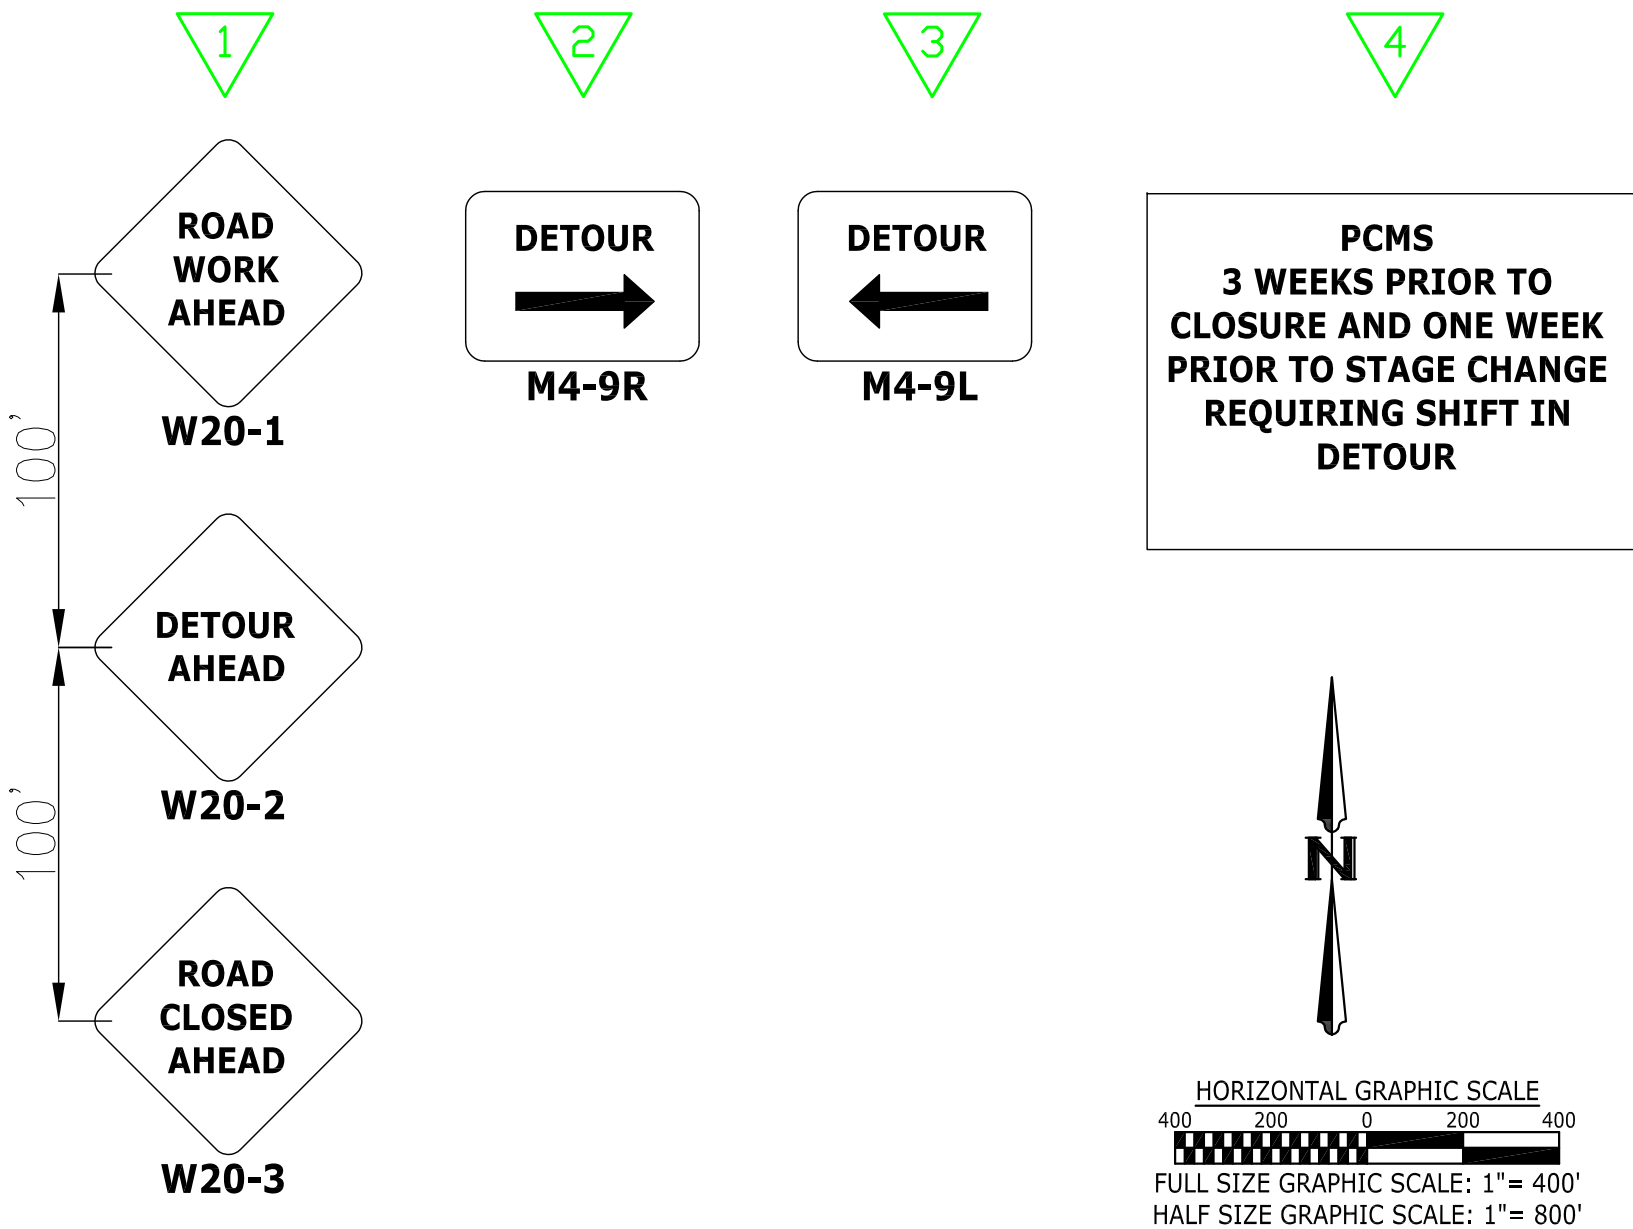 1
2
3
4
ROAD
WORK
AHEAD
W20-1
100'
DETOUR
AHEAD
W20-2
100'
ROAD
CLOSED
AHEAD
W20-3
DETOUR
M4-9R
DETOUR
M4-9L
PCMS
3 WEEKS PRIOR TO
CLOSURE AND ONE WEEK
PRIOR TO STAGE CHANGE
REQUIRING SHIFT IN
DETOUR
N
HORIZONTAL GRAPHIC SCALE
400 200 0 200 400
FULL SIZE GRAPHIC SCALE: 1"= 400'
HALF SIZE GRAPHIC SCALE: 1"= 800'